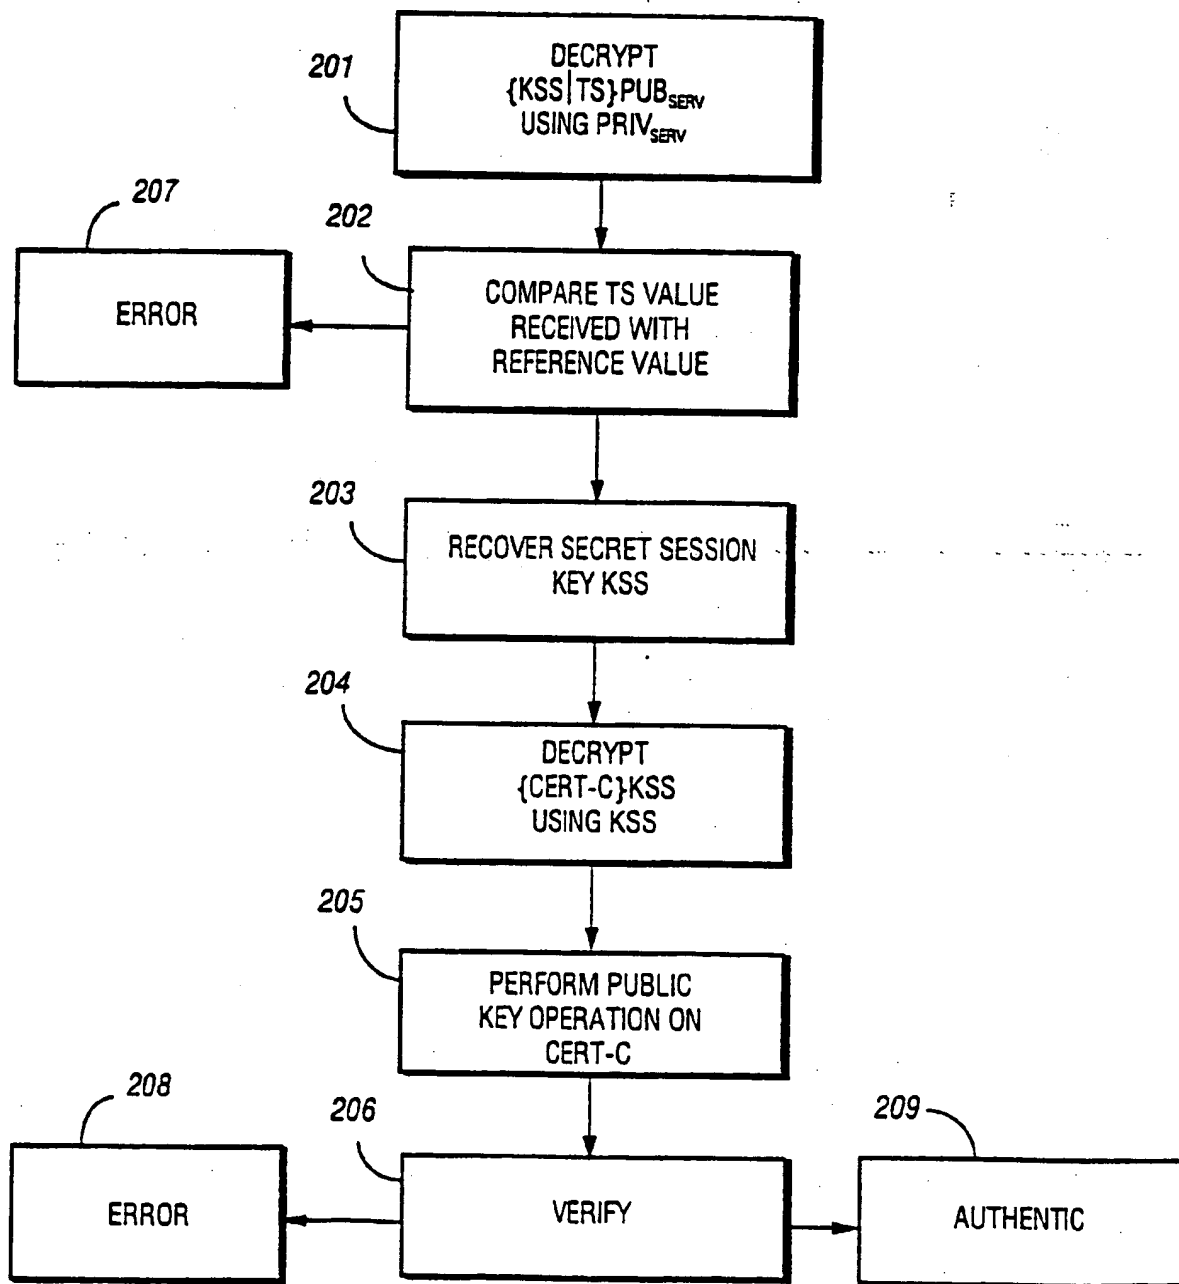 201
DECRYPT
{KSS|TS}PUB_SERV
USING PRIV_SERV
207
202
ERROR
COMPARE TS VALUE
RECEIVED WITH
REFERENCE VALUE
203
RECOVER SECRET SESSION
KEY KSS
204
DECRYPT
{CERT-C}KSS
USING KSS
205
PERFORM PUBLIC
KEY OPERATION ON
CERT-C
208
206
209
ERROR
VERIFY
AUTHENTIC